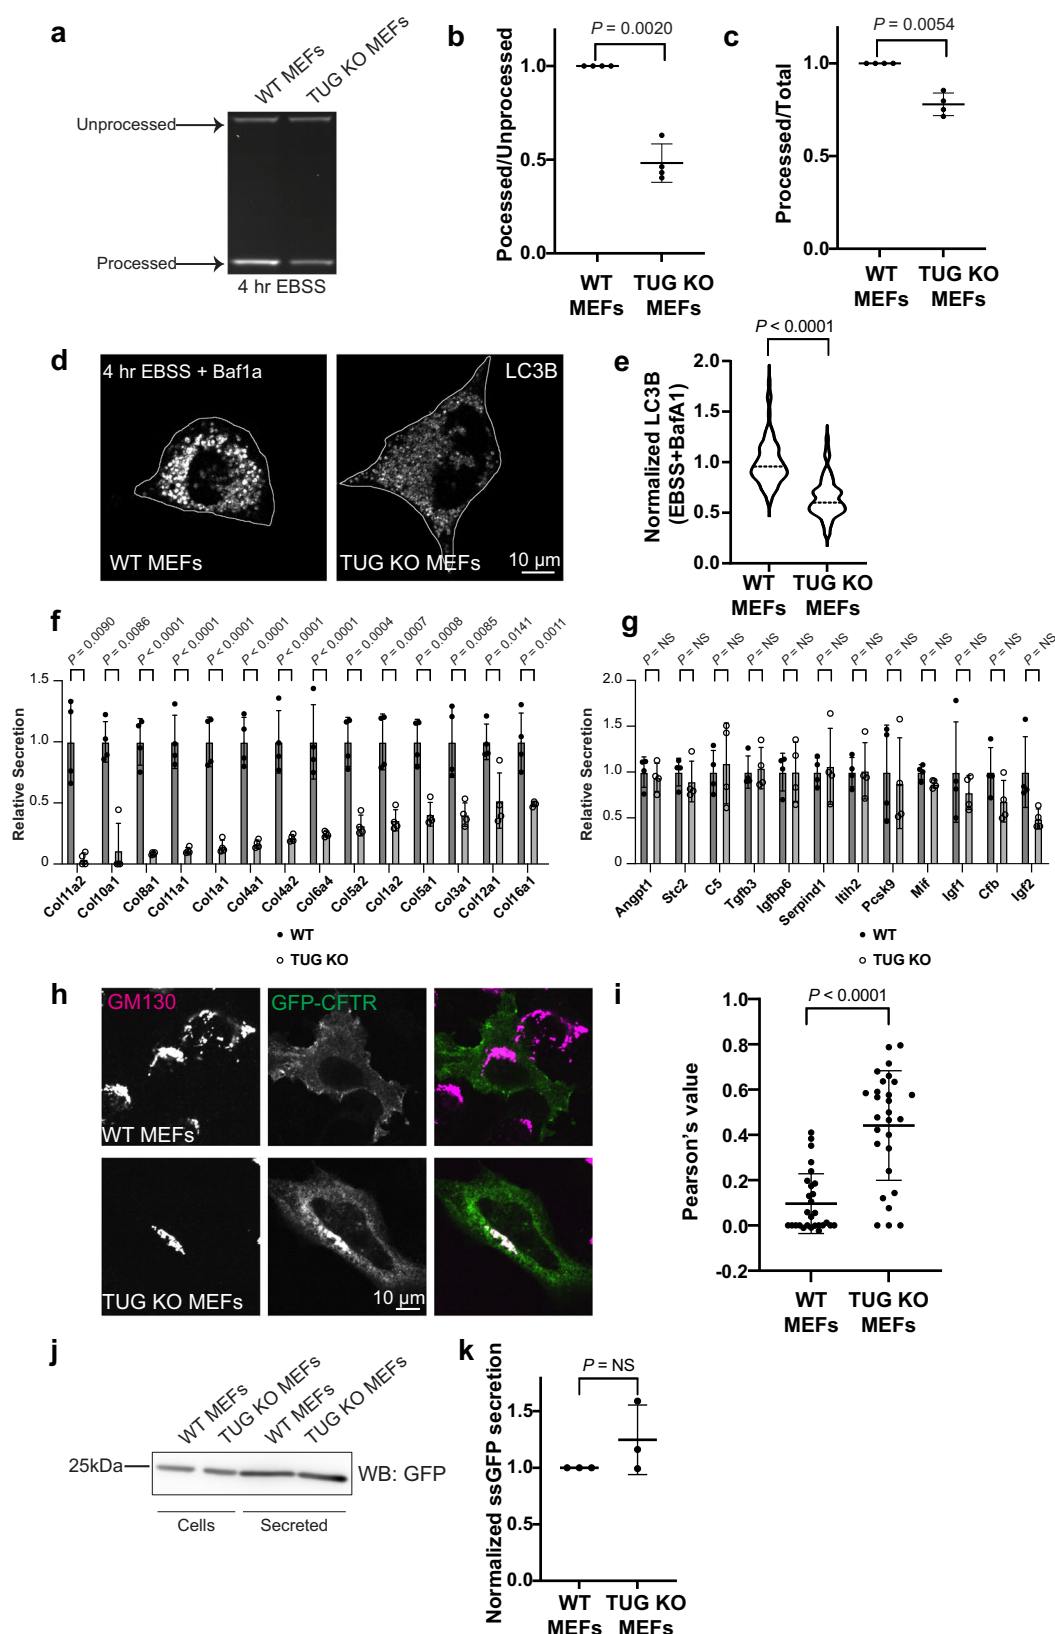 a
WT MEFs
TUG KO MEFs
Unprocessed
Processed
4 hr EBSS
b
P = 0.0020
Pocessed/Unprocessed
1.0
0.5
0.0
WT MEFs
TUG KO MEFs
c
P = 0.0054
Processed/Total
1.0
0.5
0.0
WT MEFs
TUG KO MEFs
d
4 hr EBSS + Baf1a
LC3B
WT MEFs
TUG KO MEFs
10 µm
e
P < 0.0001
Normalized LC3B
(EBSS+BafA1)
2.0
1.5
1.0
0.5
0.0
WT MEFs
TUG KO MEFs
f
P = 0.0090
P = 0.0086
P < 0.0001
P < 0.0001
P < 0.0001
P < 0.0001
P < 0.0001
P < 0.0001
P = 0.0004
P = 0.0007
P = 0.0008
P = 0.0085
P = 0.0141
P = 0.0011
Relative Secretion
1.5
1.0
0.5
0
Col11a2
Col10a1
Col8a1
Col11a1
Col1a1
Col4a1
Col4a2
Col6a4
Col5a2
Col1a2
Col5a1
Col3a1
Col12a1
Col16a1
WT
TUG KO
g
P = NS
P = NS
P = NS
P = NS
P = NS
P = NS
P = NS
P = NS
P = NS
P = NS
P = NS
P = NS
Relative Secretion
2.0
1.5
1.0
0.5
0
Angpt1
Stc2
C5
Tgfb3
Igfbp6
Serpind1
Itih2
Pcsk9
Mif
Igf1
Cfb
Igf2
WT
TUG KO
h
GM130
GFP-CFTR
WT MEFs
TUG KO MEFs
10 µm
i
P < 0.0001
Pearson's value
1.0
0.8
0.6
0.4
0.2
0.0
-0.2
WT MEFs
TUG KO MEFs
j
WT MEFs
TUG KO MEFs
WT MEFs
TUG KO MEFs
25kDa
WB: GFP
Cells
Secreted
k
P = NS
Normalized ssGFP secretion
1.5
1.0
0.5
0.0
WT MEFs
TUG KO MEFs